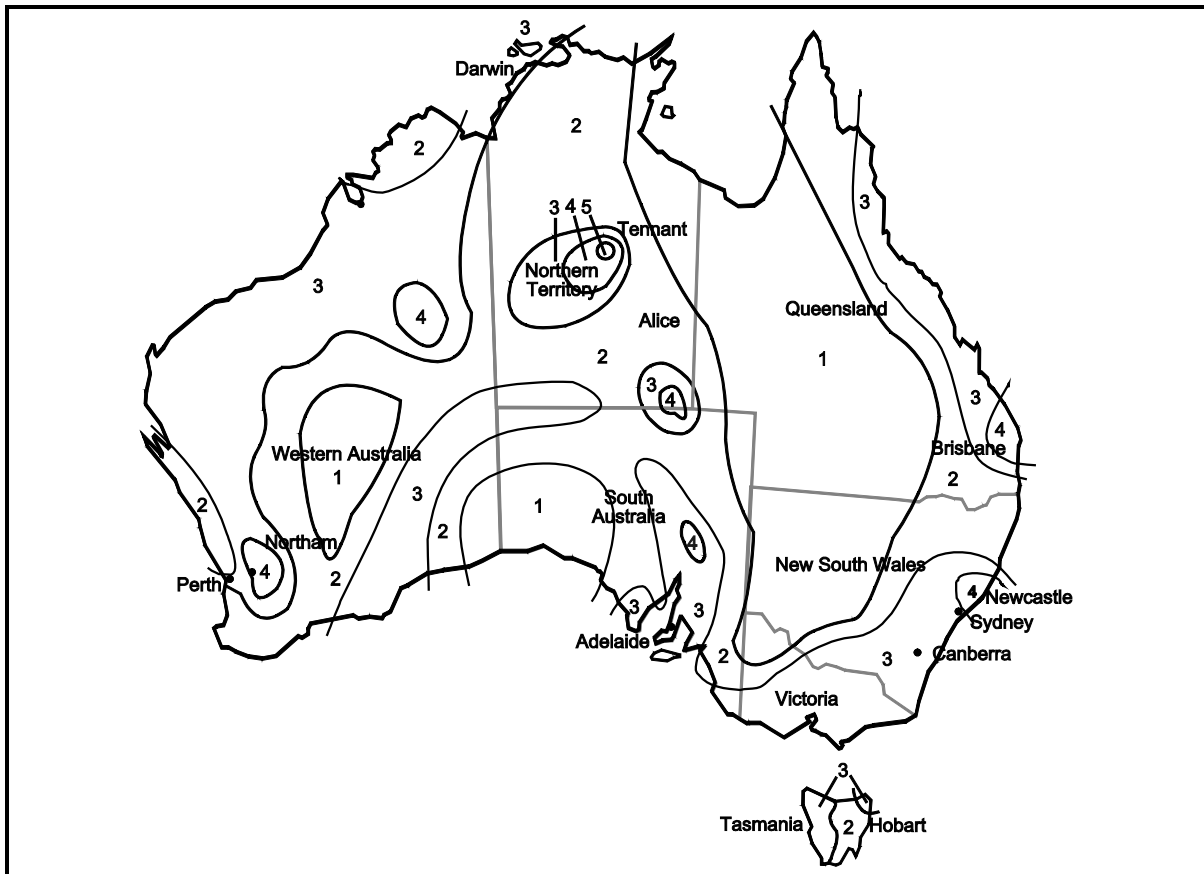 3
Darwin
2
2
3 4 5
Tennant
3
Northern
Territory
3
Queensland
4
Alice
1
2
3
4
3
4
Western Australia
1
Brisbane
2
3
2
1
South
Australia
2
Northam
4
4
New South Wales
Perth
2
4 Newcastle
3
3
Sydney
Adelaide
2
3
Canberra
Victoria
3
Tasmania
2
Hobart